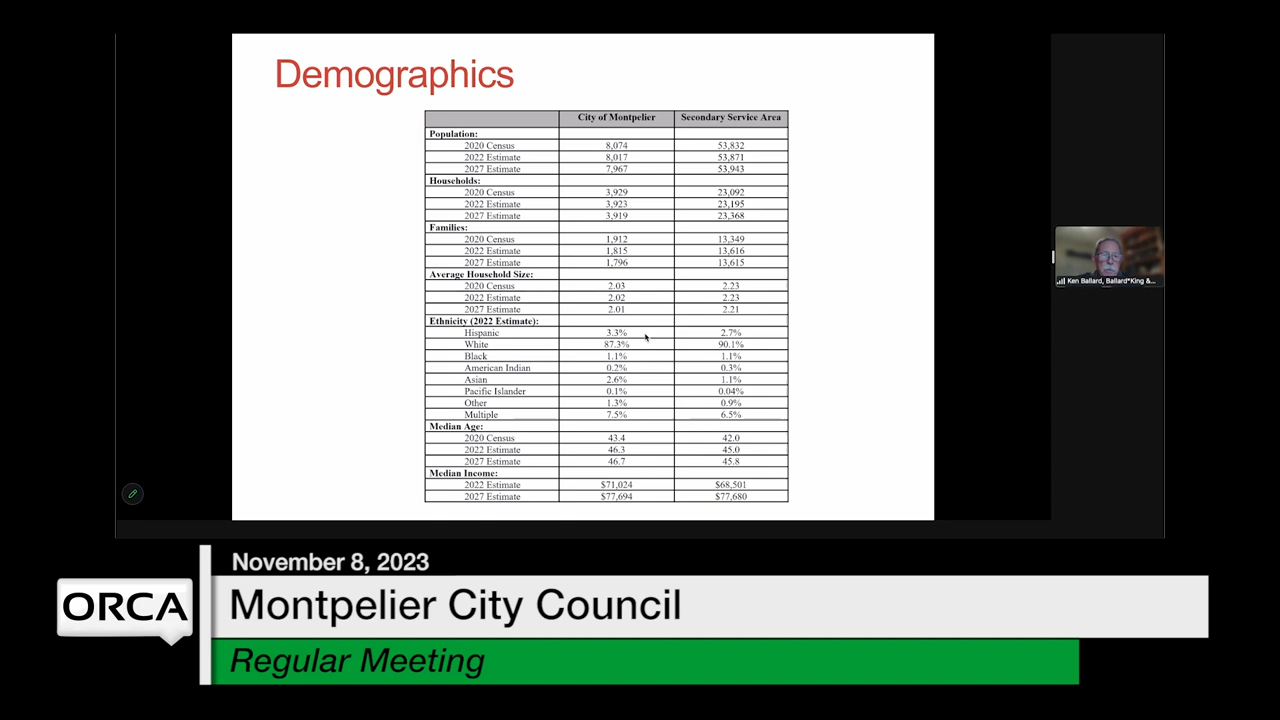 Demographics
City of Montpelier Secondary Service Area
Population:
2020 Census 8,074 53,832
2022 Estimate 8,017 53,871
2027 Estimate 7,967 53,943
Households:
2020 Census 3,929 23,092
2022 Estimate 3,923 23,195
2027 Estimate 3,919 23,368
Families:
2020 Census 1,912 13,349
2022 Estimate 1,815 13,616
2027 Estimate 1,796 13,615
Average Household Size:
2020 Census 2.03 2.23
2022 Estimate 2.02 2.23
2027 Estimate 2.01 2.21
Ethnicity (2022 Estimate):
Hispanic 3.3% 2.7%
White 87.3% 90.1%
Black 1.1% 1.1%
American Indian 0.2% 0.3%
Asian 2.6% 1.1%
Pacific Islander 0.1% 0.04%
Other 1.3% 0.9%
Multiple 7.5% 6.5%
Median Age:
2020 Census 43.4 42.0
2022 Estimate 46.3 45.0
2027 Estimate 46.7 45.8
Median Income:
2022 Estimate $71,024 $68,501
2027 Estimate $77,694 $77,680
Ken Ballard, Ballard*King &...
November 8, 2023
ORCA
Montpelier City Council
Regular Meeting